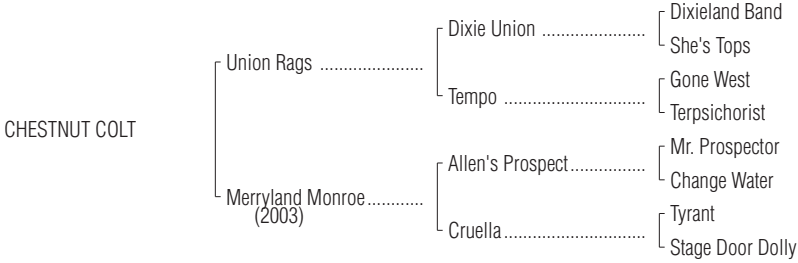 Dixieland Band
Dixie Union ......................
She's Tops
Union Rags ......................
Gone West
Tempo ..............................
Terpsichorist
CHESTNUT COLT
Mr. Prospector
Allen's Prospect................
Change Water
Merryland Monroe............
(2003)
Tyrant
Cruella..............................
Stage Door Dolly